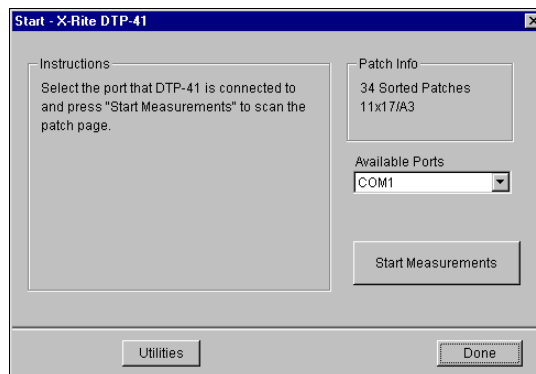 Start - X-Rite DTP-41
Instructions
Select the port that DTP-41 is connected to
and press "Start Measurements" to scan the
patch page.
Patch Info
34 Sorted Patches
11x17/A3
Available Ports
COM1
Start Measurements
Utilities
Done